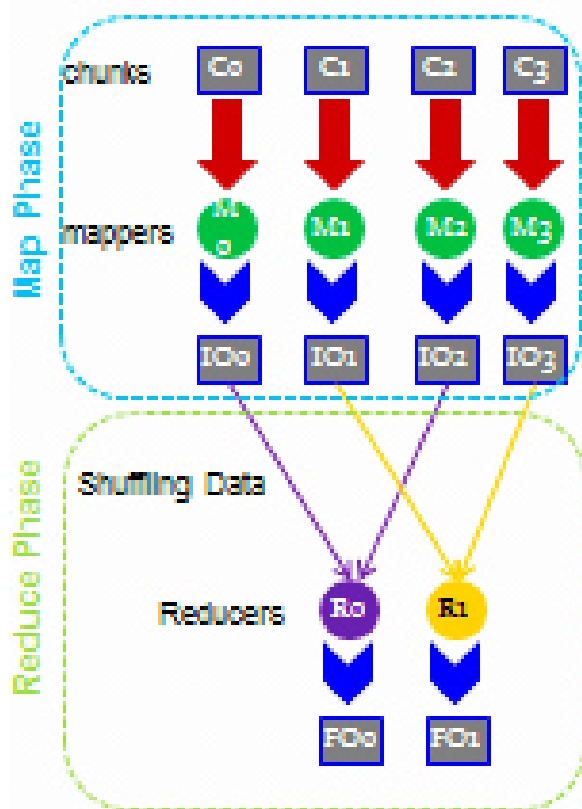 Map Phase
chunks C0 C1 C2 C3
mappers M0 M1 M2 M3
IO0 IO1 IO2 IO3
Reduce Phase
Shuffling Data
Reducers R0 R1
FO0 FO1